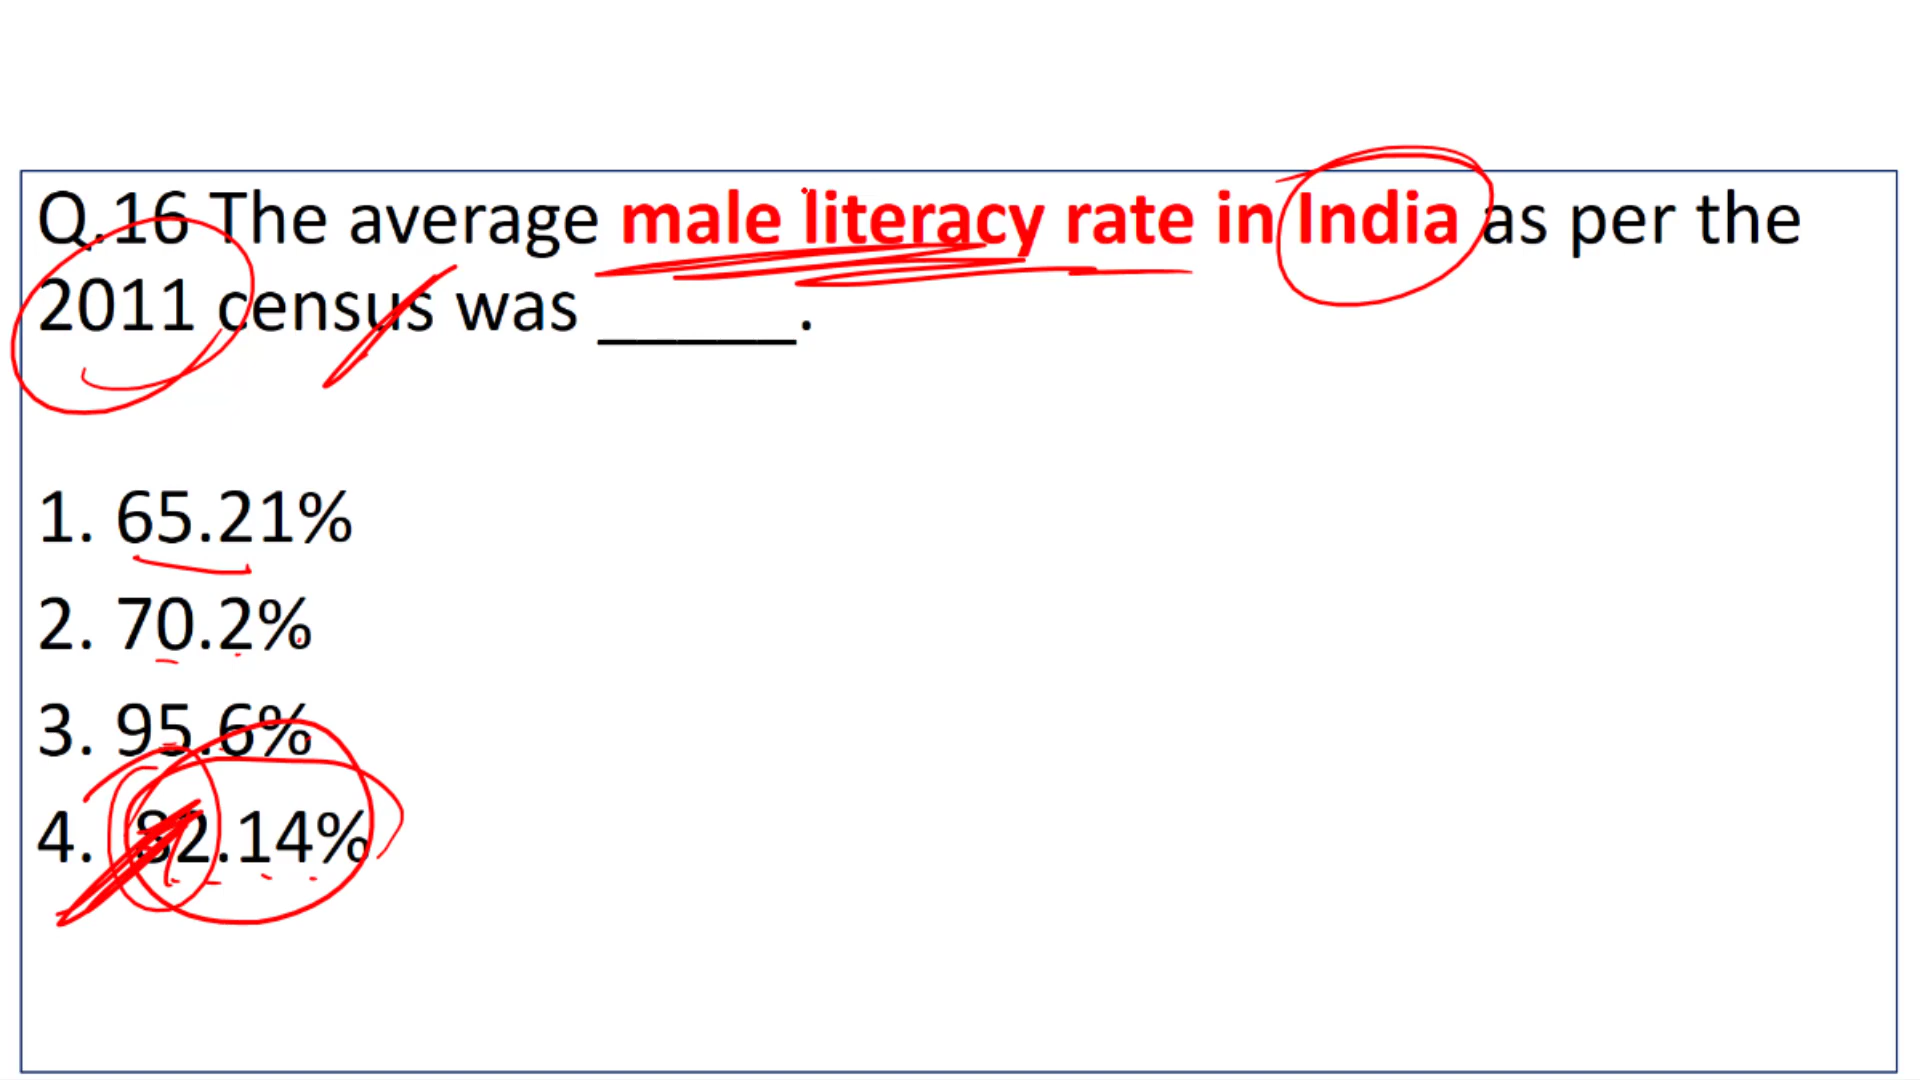 Q.16 The average male literacy rate in India as per the
2011 census was _____.
1. 65.21%
2. 70.2%
3. 95.6%
4. 82.14%